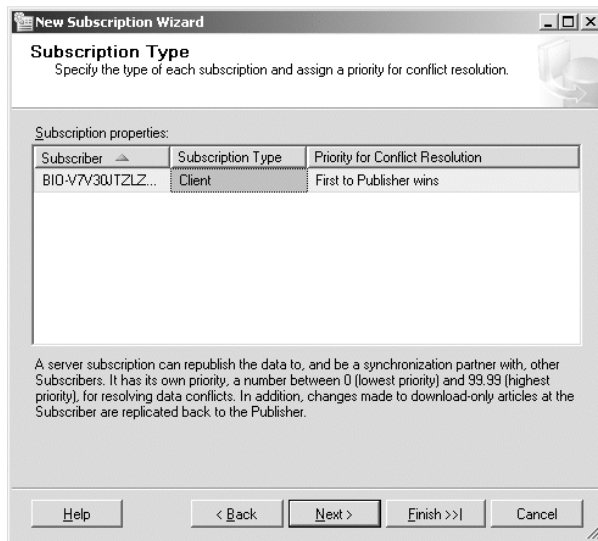 New Subscription Wizard
Subscription Type
Specify the type of each subscription and assign a priority for conflict resolution.
Subscription properties:
Subscriber Subscription Type Priority for Conflict Resolution
BIO-V7V30JTZLZ... Client First to Publisher wins
A server subscription can republish the data to, and be a synchronization partner with, other
Subscribers. It has its own priority, a number between 0 (lowest priority) and 99.99 (highest
priority), for resolving data conflicts. In addition, changes made to download-only articles at the
Subscriber are replicated back to the Publisher.
Help < Back Next > Finish >>| Cancel